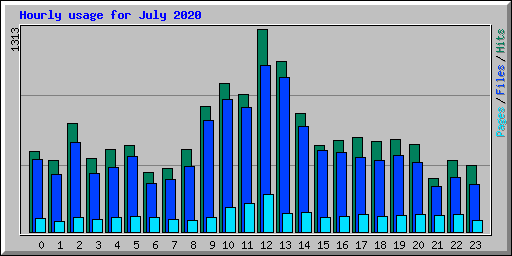 Hourly usage for July 2020
1313
Pages/Files/Hits
0 1 2 3 4 5 6 7 8 9 10 11 12 13 14 15 16 17 18 19 20 21 22 23